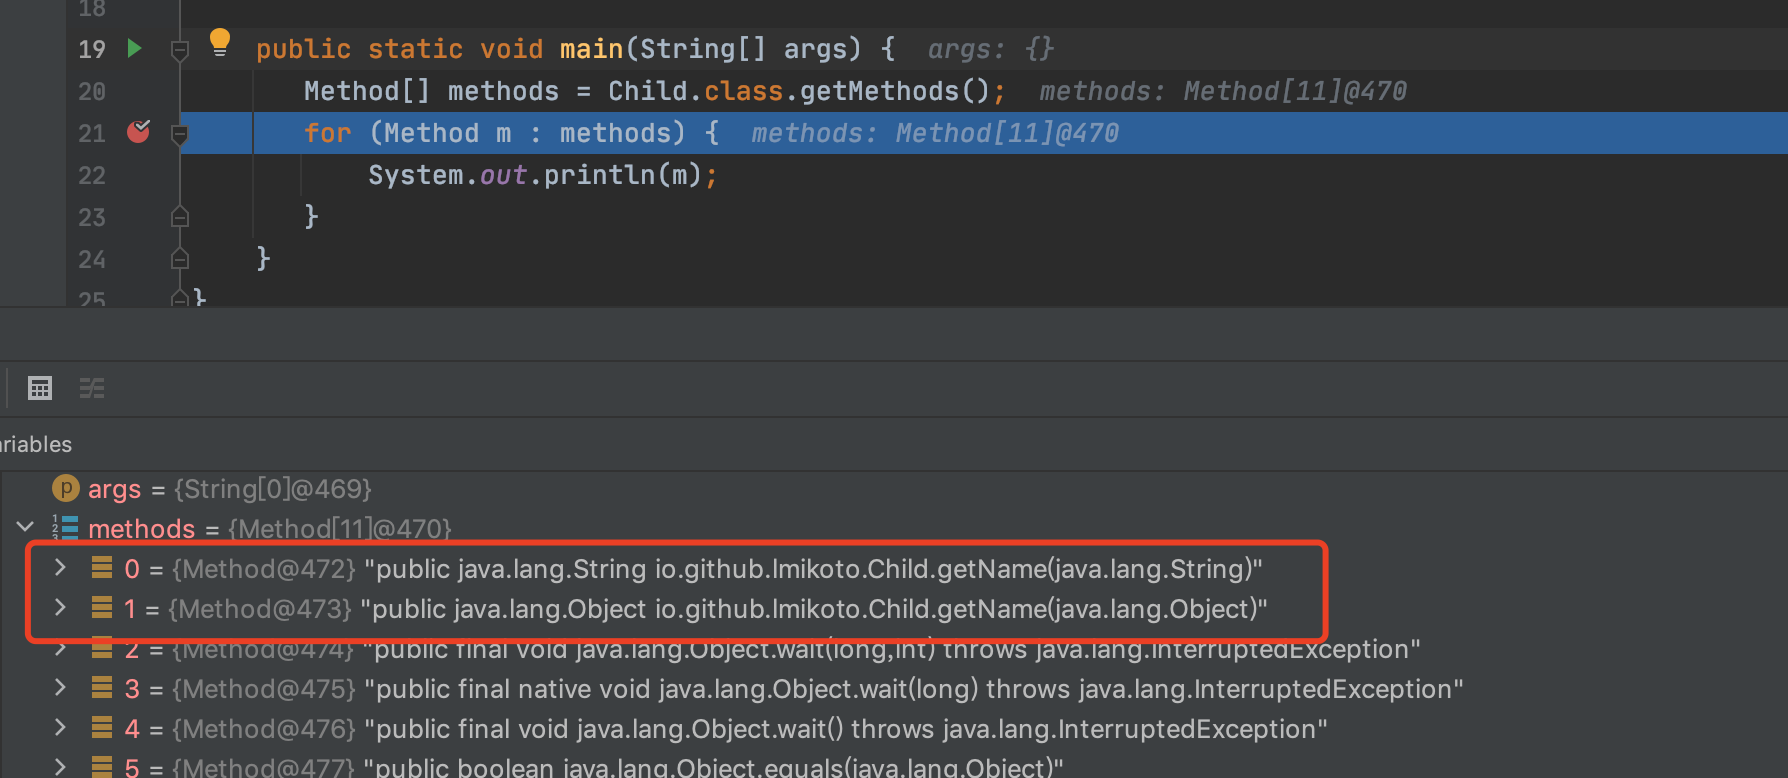 18
19 public static void main(String[] args) { args: {}
20 Method[] methods = Child.class.getMethods(); methods: Method[11]@470
21 for (Method m : methods) { methods: Method[11]@470
22 System.out.println(m);
23 }
24 }
25 }
ariables
p args = {String[0]@469}
methods = {Method[11]@470}
0 = {Method@472} "public java.lang.String io.github.lmikoto.Child.getName(java.lang.String)"
1 = {Method@473} "public java.lang.Object io.github.lmikoto.Child.getName(java.lang.Object)"
2 = {Method@474} "public final void java.lang.Object.wait(long,int) throws java.lang.InterruptedException"
3 = {Method@475} "public final native void java.lang.Object.wait(long) throws java.lang.InterruptedException"
4 = {Method@476} "public final void java.lang.Object.wait() throws java.lang.InterruptedException"
5 = {Method@477} "public boolean java.lang.Object.equals(java.lang.Object)"